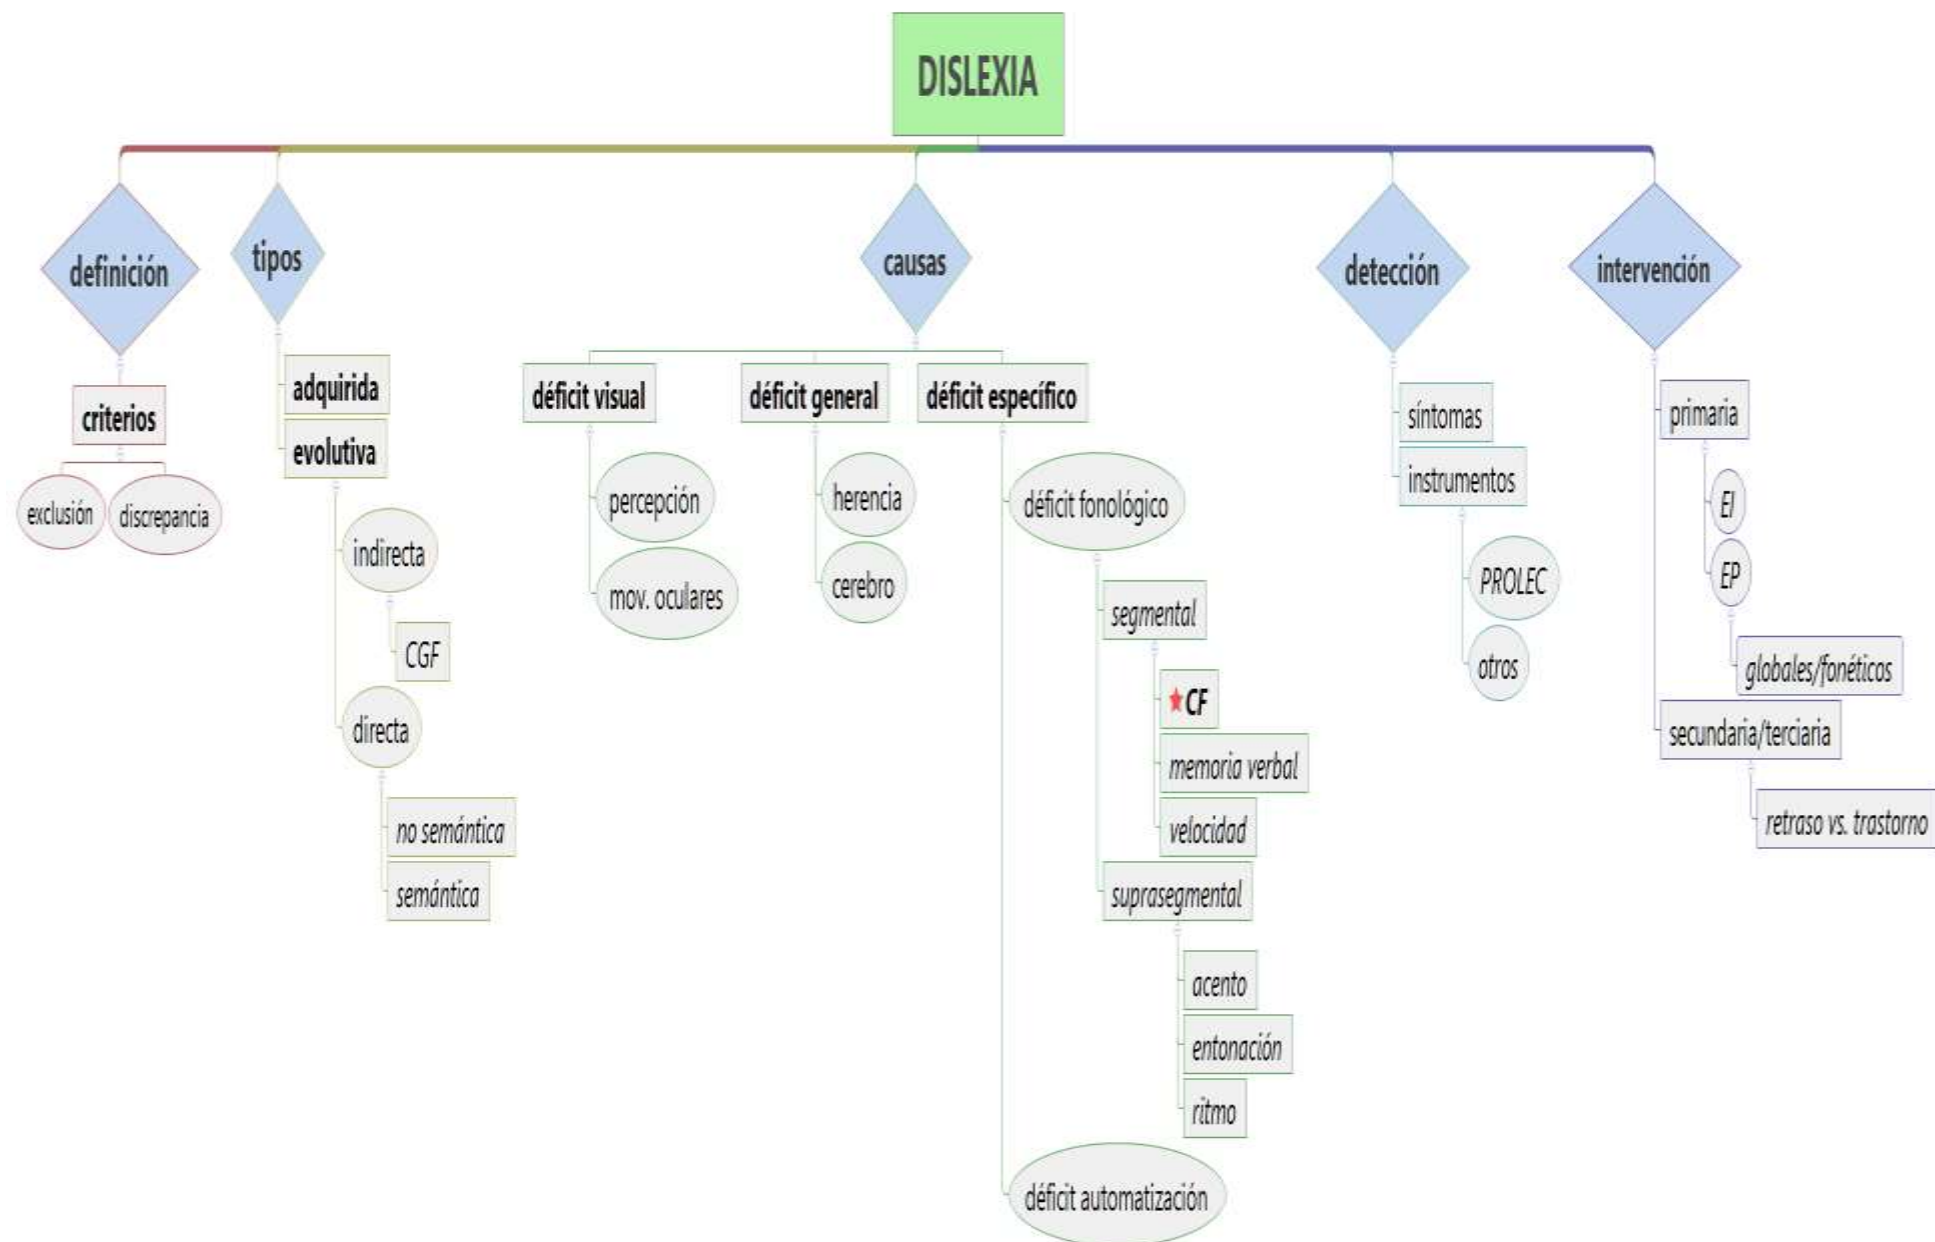 DISLEXIA
definición
criterios
exclusión
discrepancia
tipos
adquirida
evolutiva
indirecta
CGF
directa
no semántica
semántica
causas
déficit visual
percepción
mov. oculares
déficit general
herencia
cerebro
déficit específico
déficit fonológico
segmental
CF
memoria verbal
velocidad
suprasegmental
acento
entonación
ritmo
déficit automatización
detección
síntomas
instrumentos
PROLEC
otros
intervención
primaria
EI
EP
globales/fonéticos
secundaria/terciaria
retraso vs. trastorno